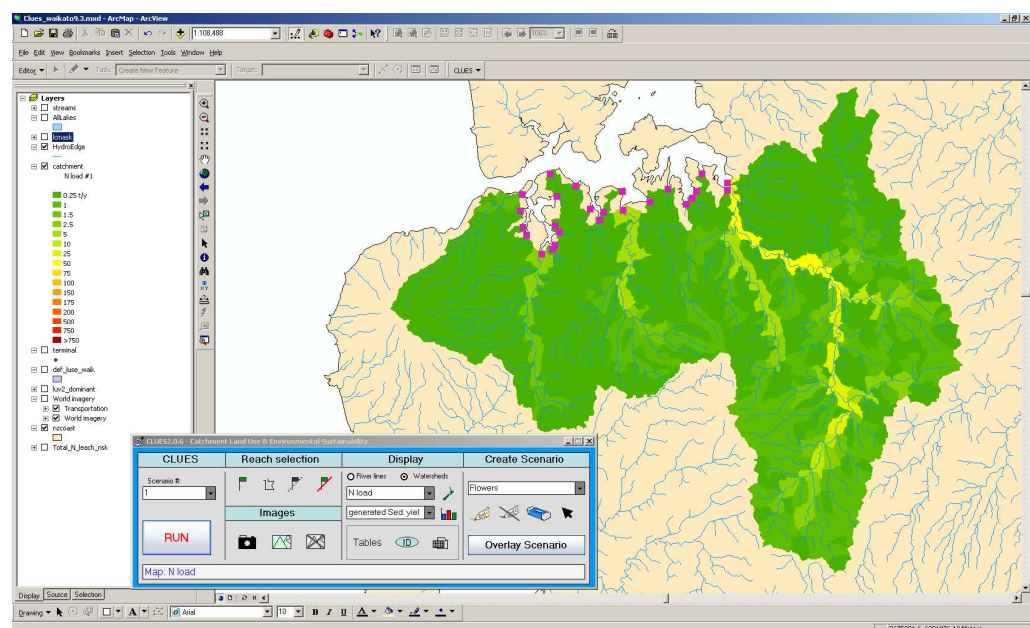 Clues_waikato9.3.mxd - ArcMap - ArcView
1:108,488
100%
File Edit View Bookmarks Insert Selection Tools Window Help
Editor Task: Create New Feature Target: CLUES
Layers
streams
AllLakes
lcmask
HydroEdge
catchment
N load #1
0.25 t/y
1
1.5
2.5
5
10
25
50
75
100
150
175
200
500
750
>750
terminal
def_luse_waik
luv2_dominant
World imagery
Transportation
World imagery
nzcoast
Total_N_leach_risk
CLUES2.0.6 - Catchment Land Use & Environmental Sustainability
CLUES Reach selection Display Create Scenario
Scenario #:
1
River lines Watersheds
N load
Flowers
Images
generated Sed. yiel
RUN
Tables ID
Overlay Scenario
Map: N load
Display Source Selection
Drawing A Arial 10 B I U A